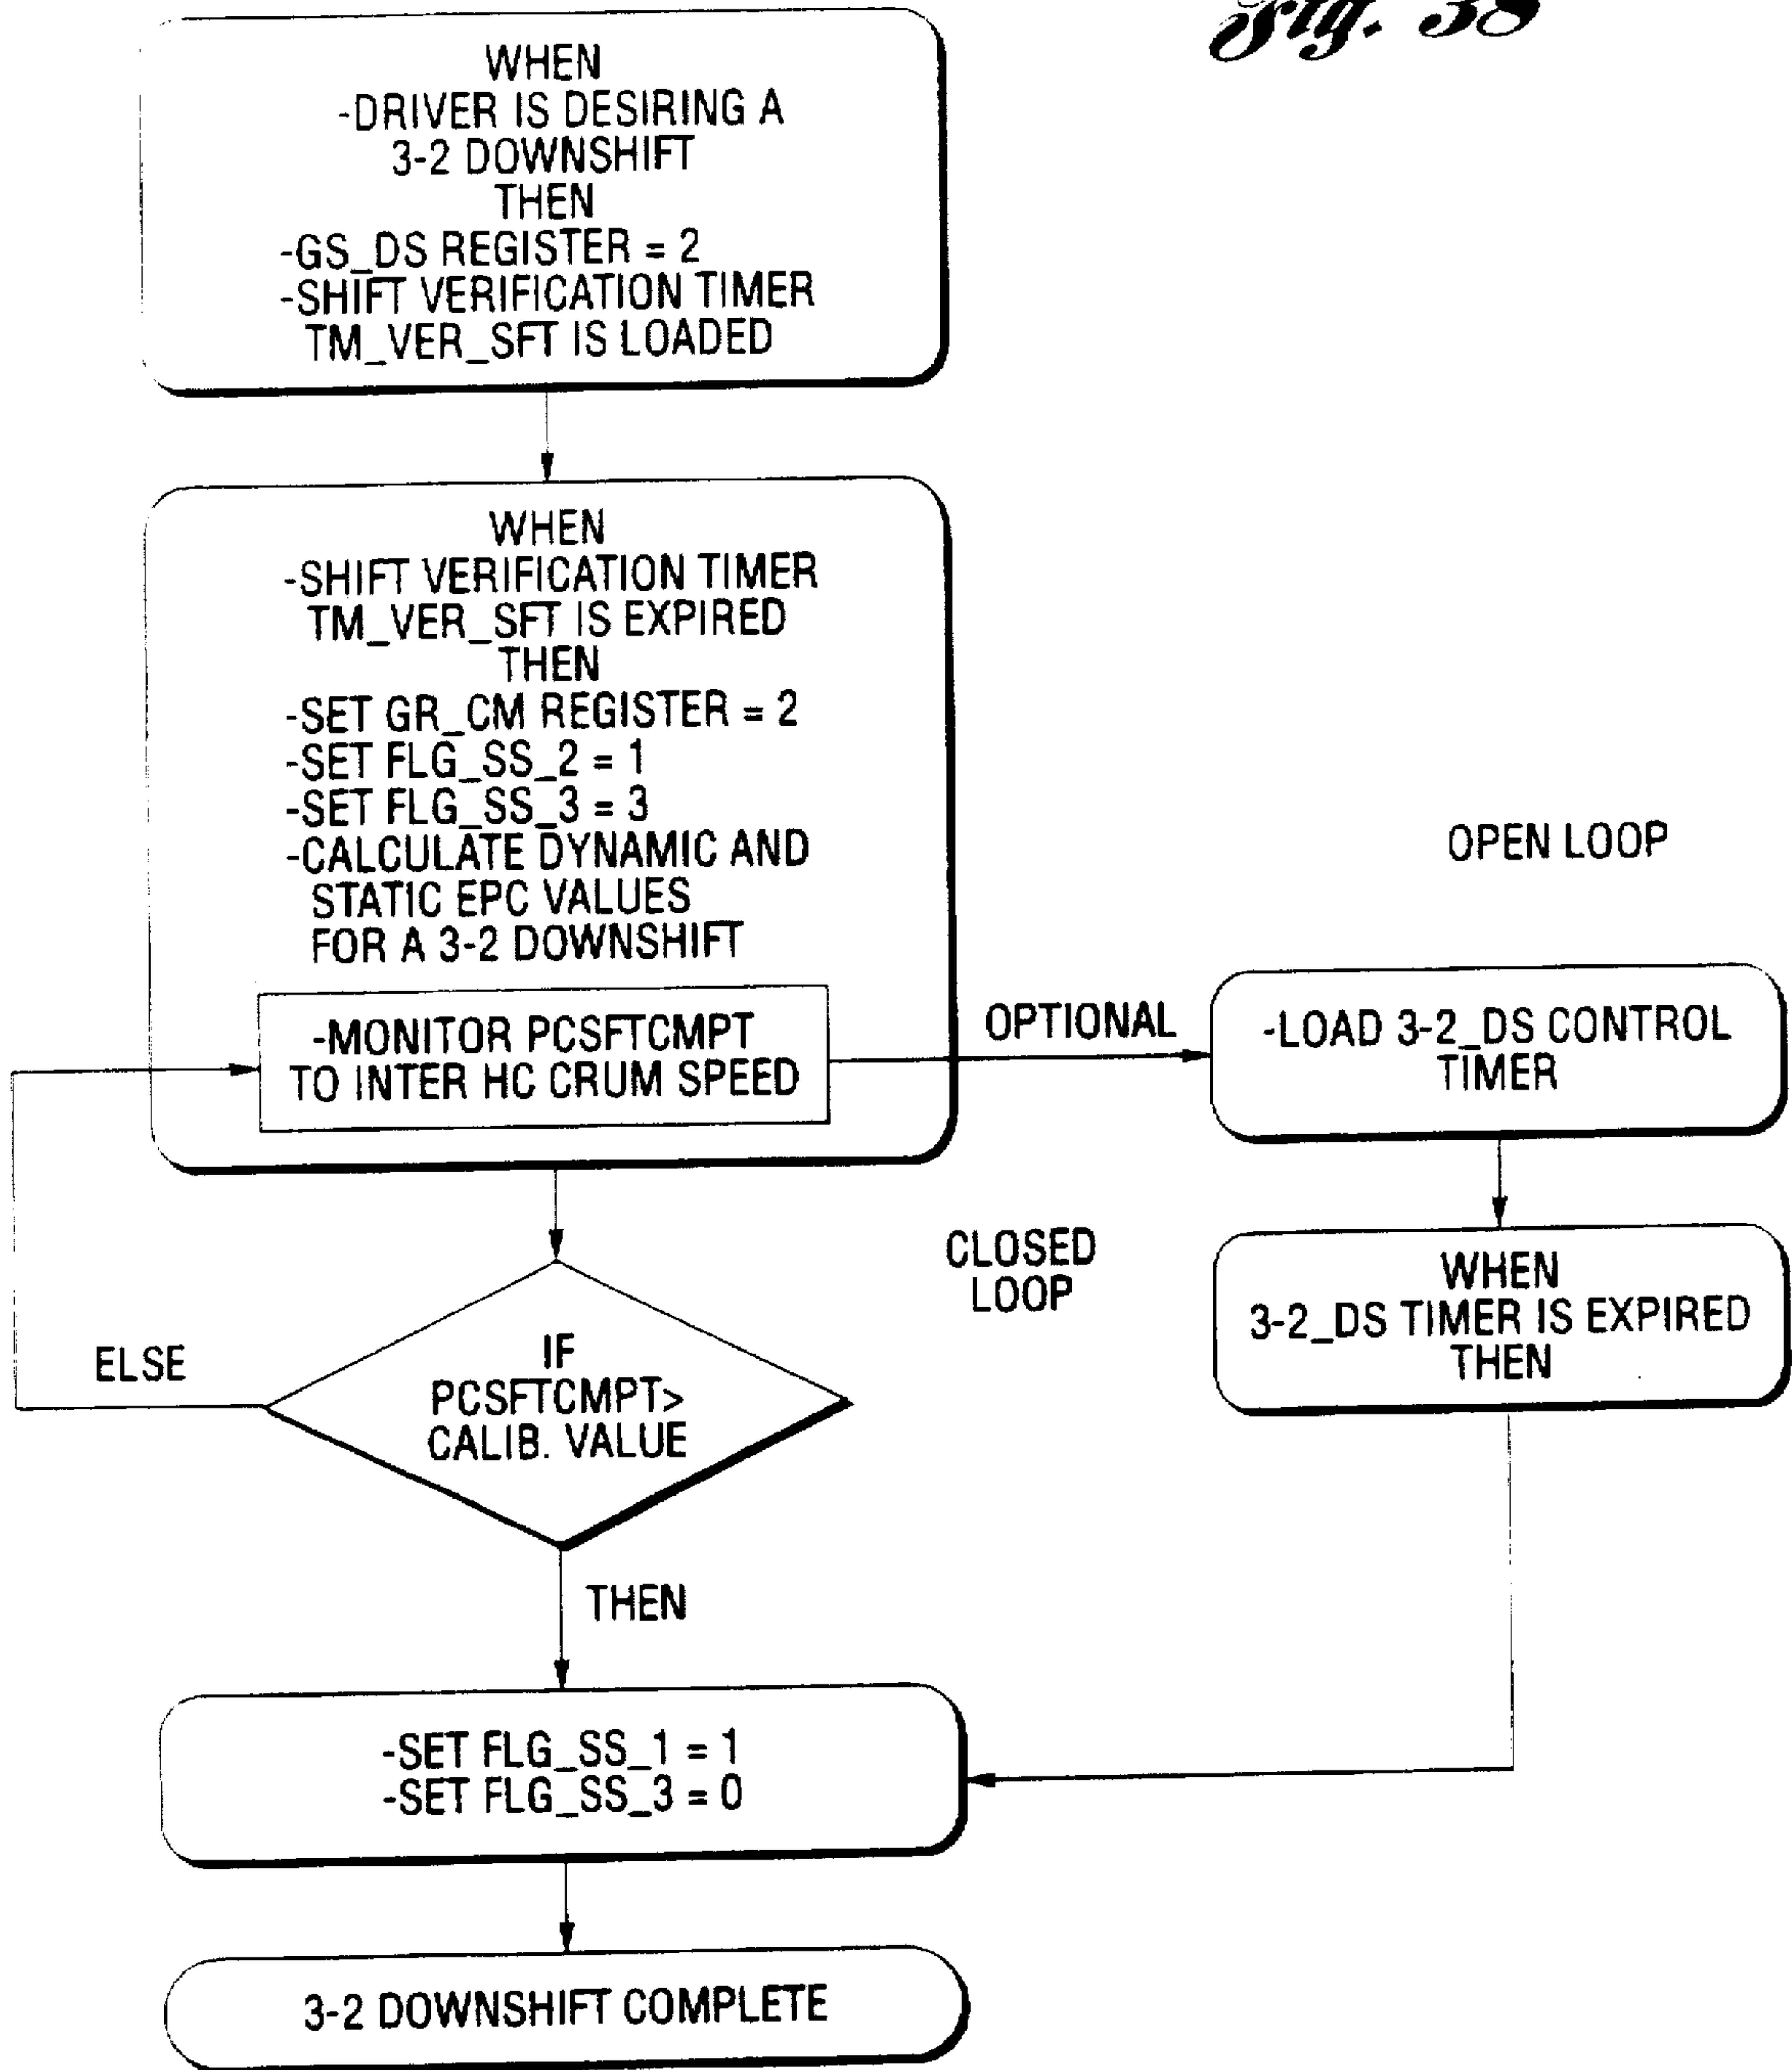 Fig. 38
WHEN
-DRIVER IS DESIRING A
3-2 DOWNSHIFT
THEN
-GS_DS REGISTER = 2
-SHIFT VERIFICATION TIMER
TM_VER_SFT IS LOADED
WHEN
-SHIFT VERIFICATION TIMER
TM_VER_SFT IS EXPIRED
THEN
-SET GR_CM REGISTER = 2
-SET FLG_SS_2 = 1
-SET FLG_SS_3 = 3
-CALCULATE DYNAMIC AND
STATIC EPC VALUES
FOR A 3-2 DOWNSHIFT
-MONITOR PCSFTCMPT
TO INTER HC CRUM SPEED
OPTIONAL
OPEN LOOP
-LOAD 3-2_DS CONTROL
TIMER
WHEN
3-2_DS TIMER IS EXPIRED
THEN
CLOSED
LOOP
ELSE
IF
PCSFTCMPT>
CALIB. VALUE
THEN
-SET FLG_SS_1 = 1
-SET FLG_SS_3 = 0
3-2 DOWNSHIFT COMPLETE